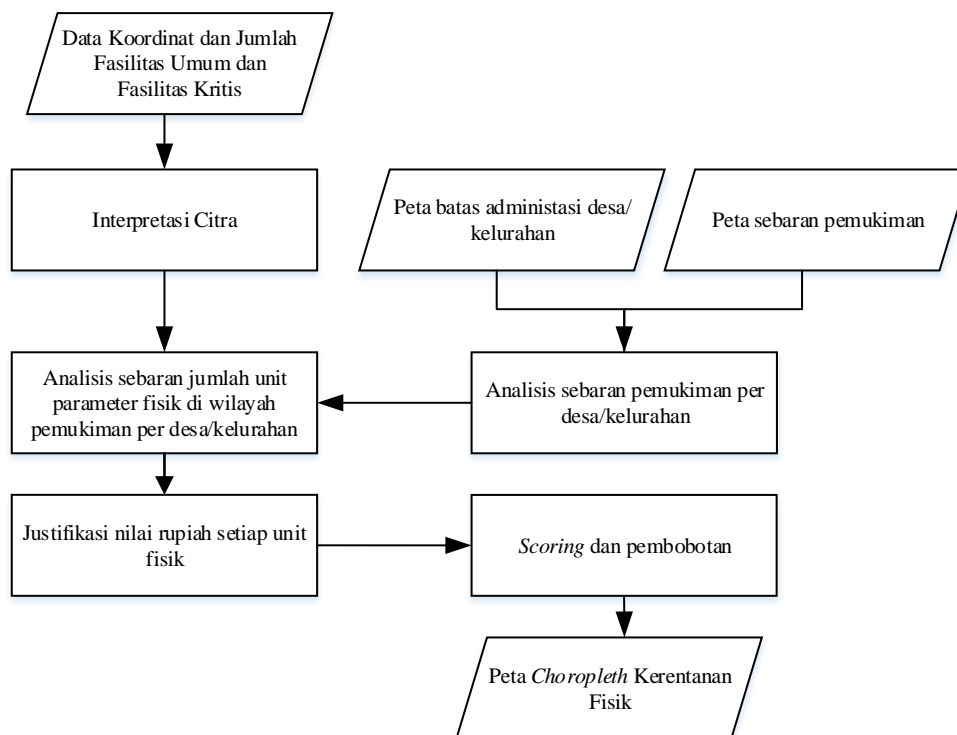 Data Koordinat dan Jumlah
Fasilitas Umum dan
Fasilitas Kritis
Interpretasi Citra
Peta batas administasi desa/
kelurahan
Peta sebaran pemukiman
Analisis sebaran jumlah unit
parameter fisik di wilayah
pemukiman per desa/kelurahan
Analisis sebaran pemukiman per
desa/kelurahan
Justifikasi nilai rupiah setiap unit
fisik
Scoring dan pembobotan
Peta Choropleth Kerentanan
Fisik